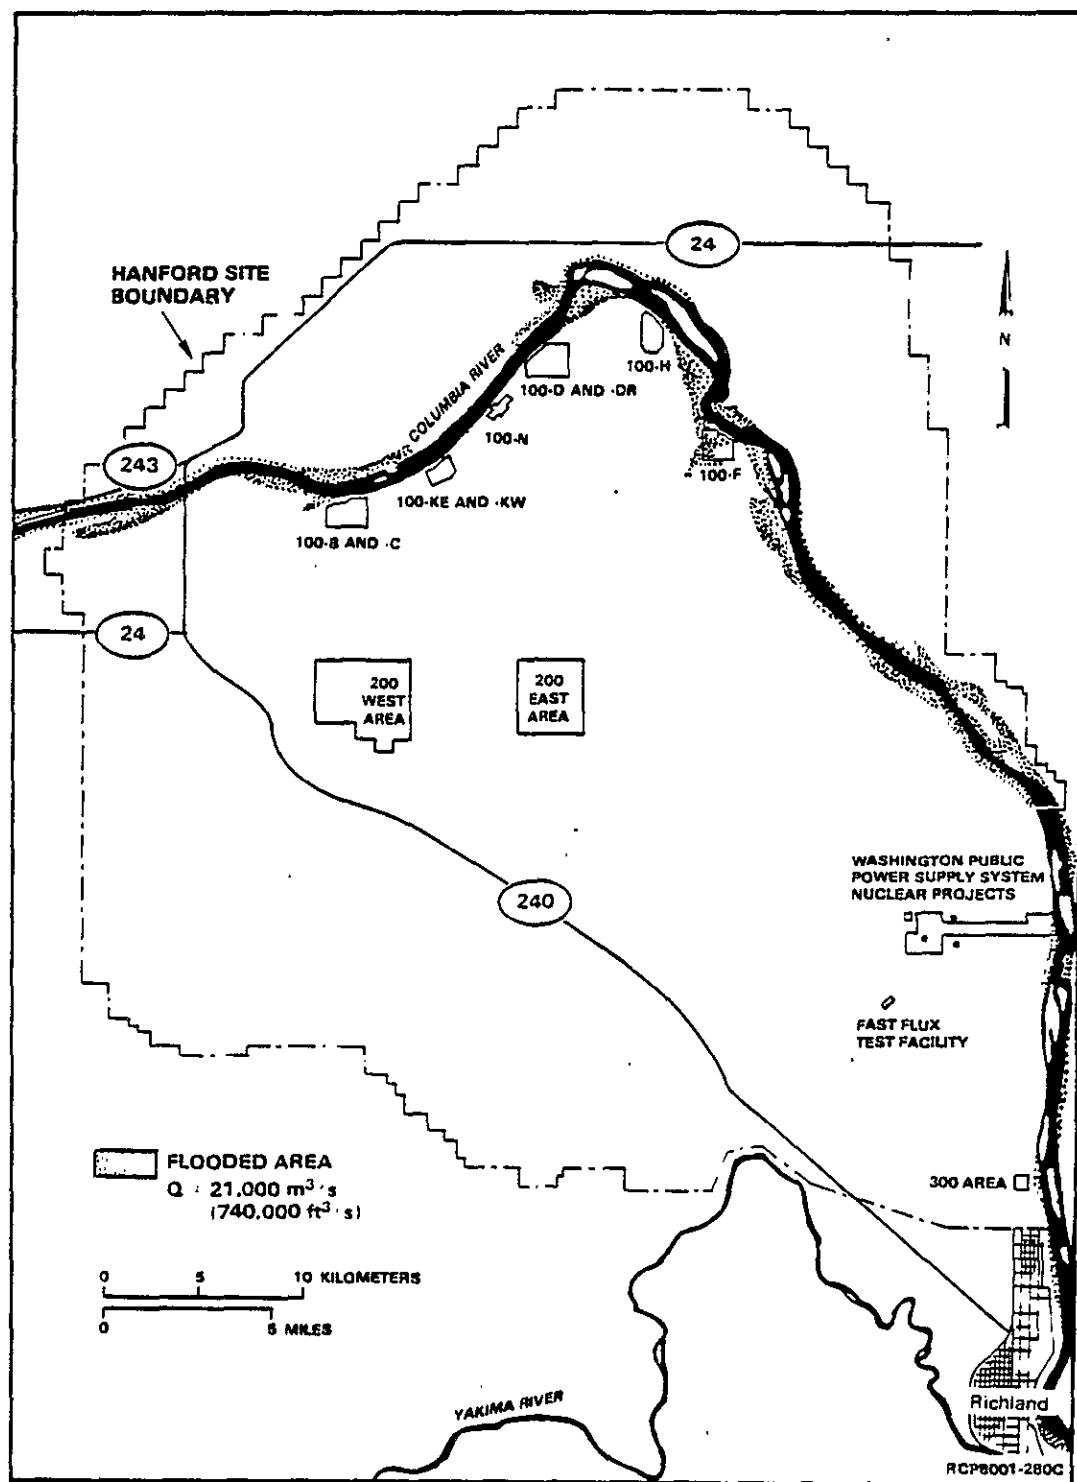 24
HANFORD SITE
BOUNDARY
N
COLUMBIA RIVER
100-H
100-D AND -DR
100-N
243
100-F
100-KE AND -KW
100-B AND -C
24
200
WEST
AREA
200
EAST
AREA
240
WASHINGTON PUBLIC
POWER SUPPLY SYSTEM
NUCLEAR PROJECTS
FAST FLUX
TEST FACILITY
FLOODED AREA
Q : 21,000 m³/s
(740,000 ft³/s)
300 AREA
0 5 10 KILOMETERS
0 5 MILES
YAKIMA RIVER
Richland
RCP8001-280C